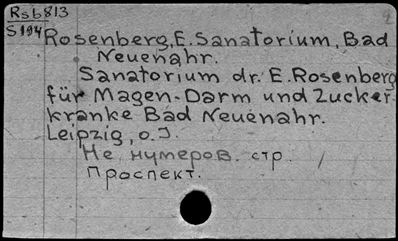 Rsb813
S194
Rosenberg, E. Sanatorium, Bad
Neuenahr.
Sanatorium dr. E. Rosenberg
für Magen-Darm und Zucker-
kranke Bad Neuenahr.
Leipzig, o. J.
Не нумеров. стр.
Проспект.